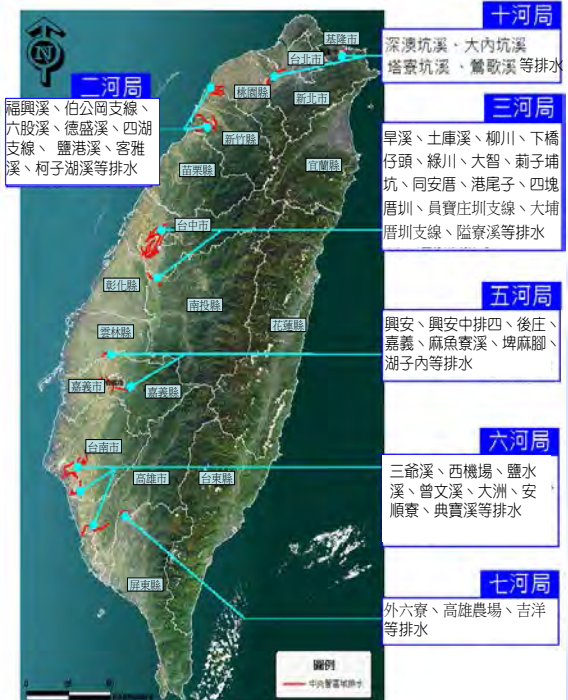 十河局
深澳坑溪、大內坑溪
塔寮坑溪、鶯歌溪等排水
二河局
福興溪、伯公岡支線、
六股溪、德盛溪、四湖
支線、鹽港溪、客雅
溪、柯子湖溪等排水
三河局
旱溪、土庫溪、柳川、下橋
仔頭、綠川、大智、莿子埔
坑、同安厝、港尾子、四塊
厝圳、員寶庄圳支線、大埔
厝圳支線、隘寮溪等排水
五河局
興安、興安中排四、後庄、
嘉義、麻魚寮溪、埤麻腳、
湖子內等排水
六河局
三爺溪、西機場、鹽水
溪、曾文溪、大洲、安
順寮、典寶溪等排水
七河局
外六寮、高雄農場、吉洋
等排水
N
基隆市
台北市
桃園縣
新北市
新竹縣
宜蘭縣
苗栗縣
台中市
彰化縣
南投縣
花蓮縣
雲林縣
嘉義市
嘉義縣
台南市
高雄市
台東縣
屏東縣
圖例
中央管區域排水